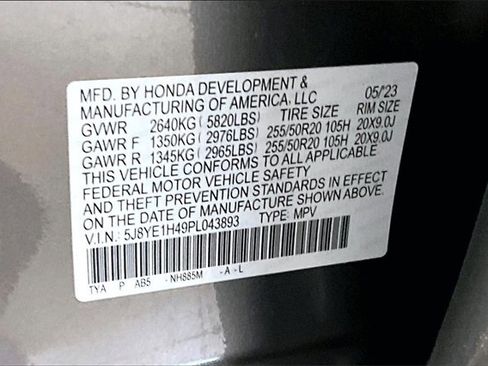 MFD. BY HONDA DEVELOPMENT &
MANUFACTURING OF AMERICA, LLC 05/'23
GVWR 2640KG (5820LBS) TIRE SIZE RIM SIZE
GAWR F 1350KG (2976LBS) 255/50R20 105H 20X9.0J
GAWR R 1345KG (2965LBS) 255/50R20 105H 20X9.0J
THIS VEHICLE CONFORMS TO ALL APPLICABLE
FEDERAL MOTOR VEHICLE SAFETY
AND THEFT PREVENTION STANDARDS IN EFFECT
ON THE DATE OF MANUFACTURE SHOWN ABOVE.
V.I.N.: 5J8YE1H49PL043893 TYPE: MPV
TYA P AB5 -NH885M -A-L